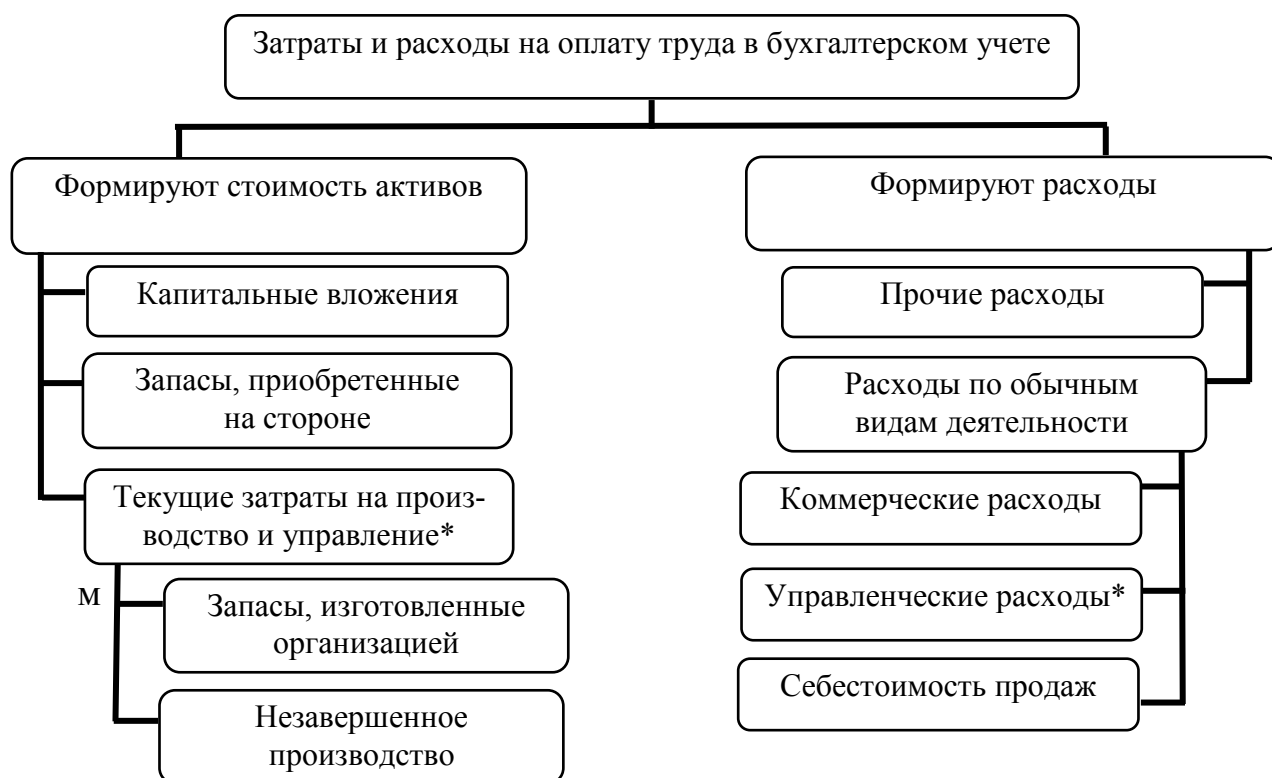 Затраты и расходы на оплату труда в бухгалтерском учете
Формируют стоимость активов
Капитальные вложения
Запасы, приобретенные
на стороне
Текущие затраты на произ-
водство и управление*
м
Запасы, изготовленные
организацией
Незавершенное
производство
Формируют расходы
Прочие расходы
Расходы по обычным
видам деятельности
Коммерческие расходы
Управленческие расходы*
Себестоимость продаж